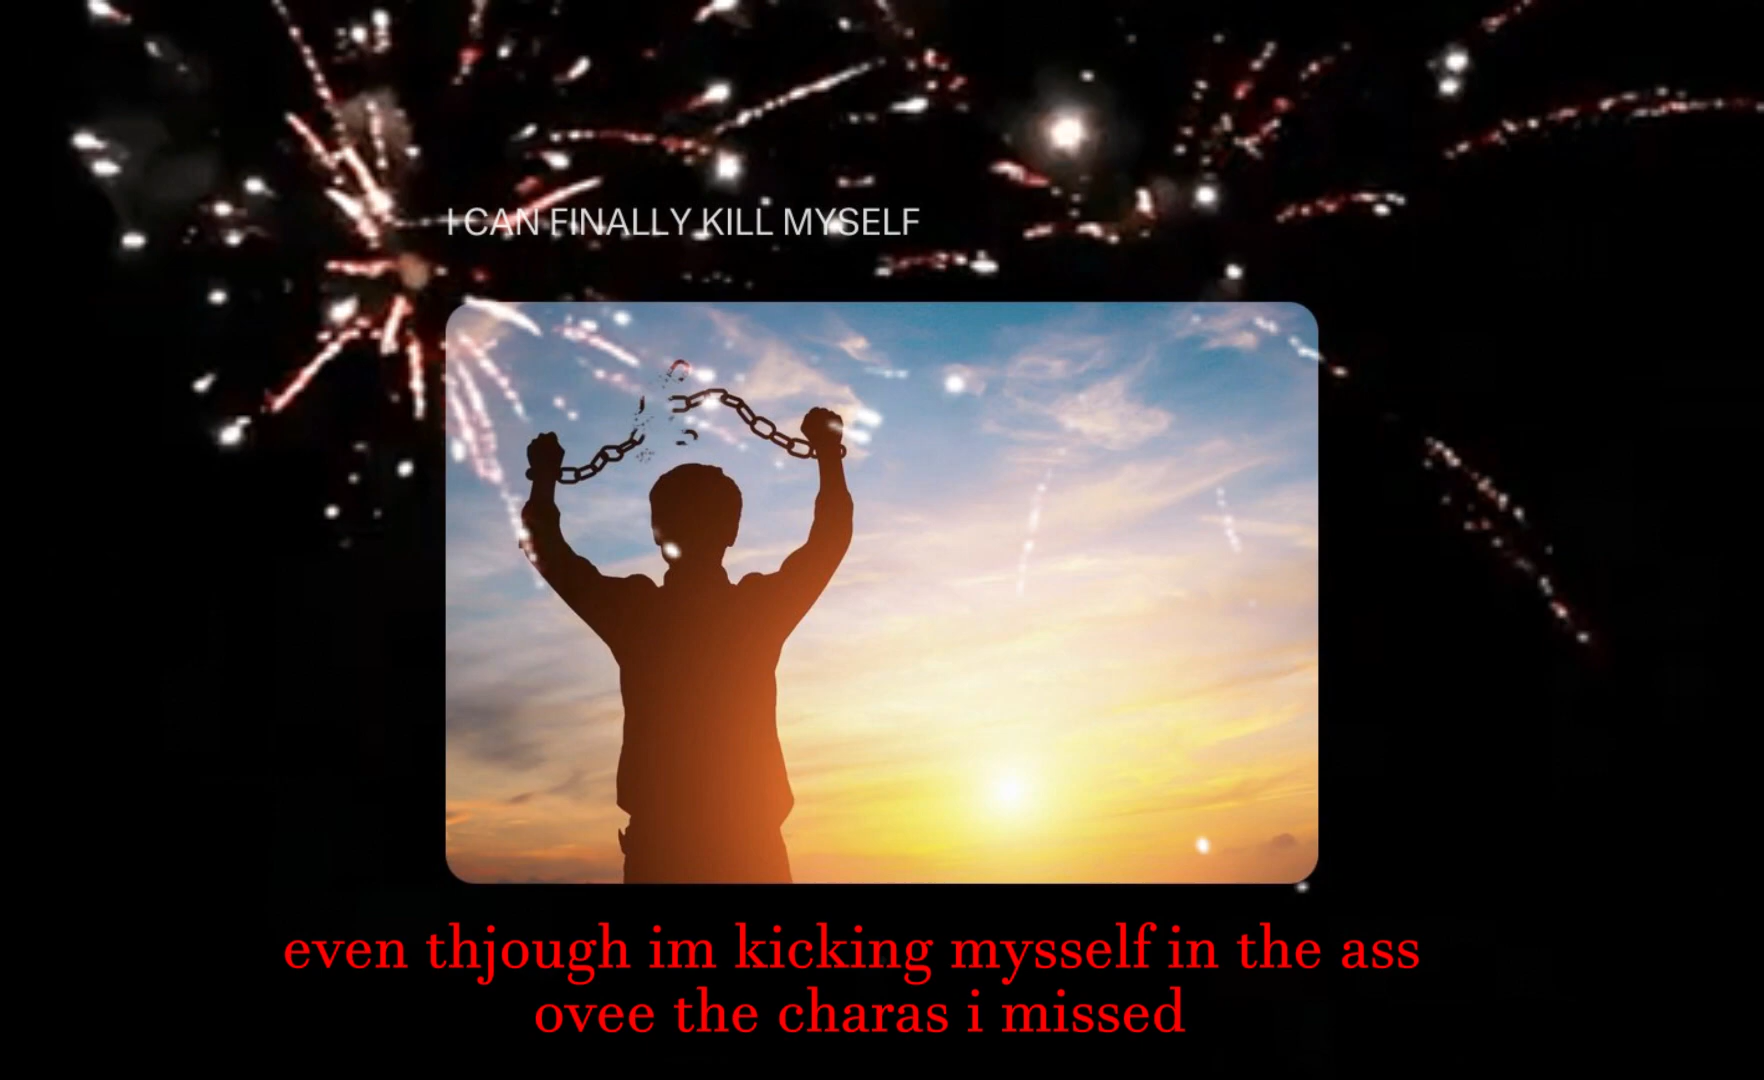 I CAN FINALLY KILL MYSELF
even thjough im kicking mysself in the ass
ovee the charas i missed